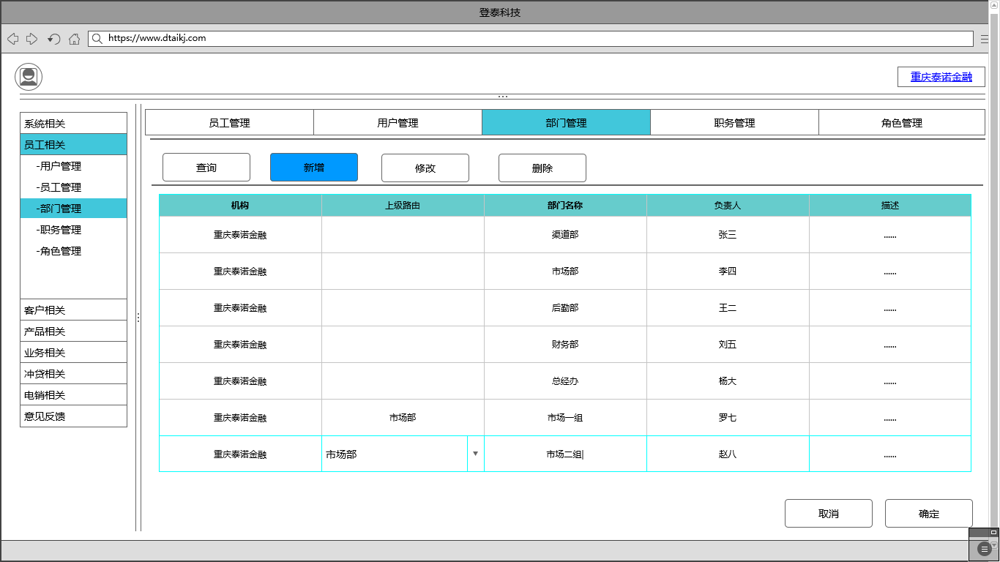 登泰科技
https://www.dtaikj.com
重庆泰诺金融
系统相关
员工相关
-用户管理
-员工管理
-部门管理
-职务管理
-角色管理
客户相关
产品相关
业务相关
冲贷相关
电销相关
意见反馈
员工管理 用户管理 部门管理 职务管理 角色管理
查询 新增 修改 删除
机构 上级路由 部门名称 负责人 描述
重庆泰诺金融 渠道部 张三 ......
重庆泰诺金融 市场部 李四 ......
重庆泰诺金融 后勤部 王二 ......
重庆泰诺金融 财务部 刘五 ......
重庆泰诺金融 总经办 杨大 ......
重庆泰诺金融 市场部 市场一组 罗七 ......
重庆泰诺金融 市场部 市场二组 赵八 ......
取消 确定